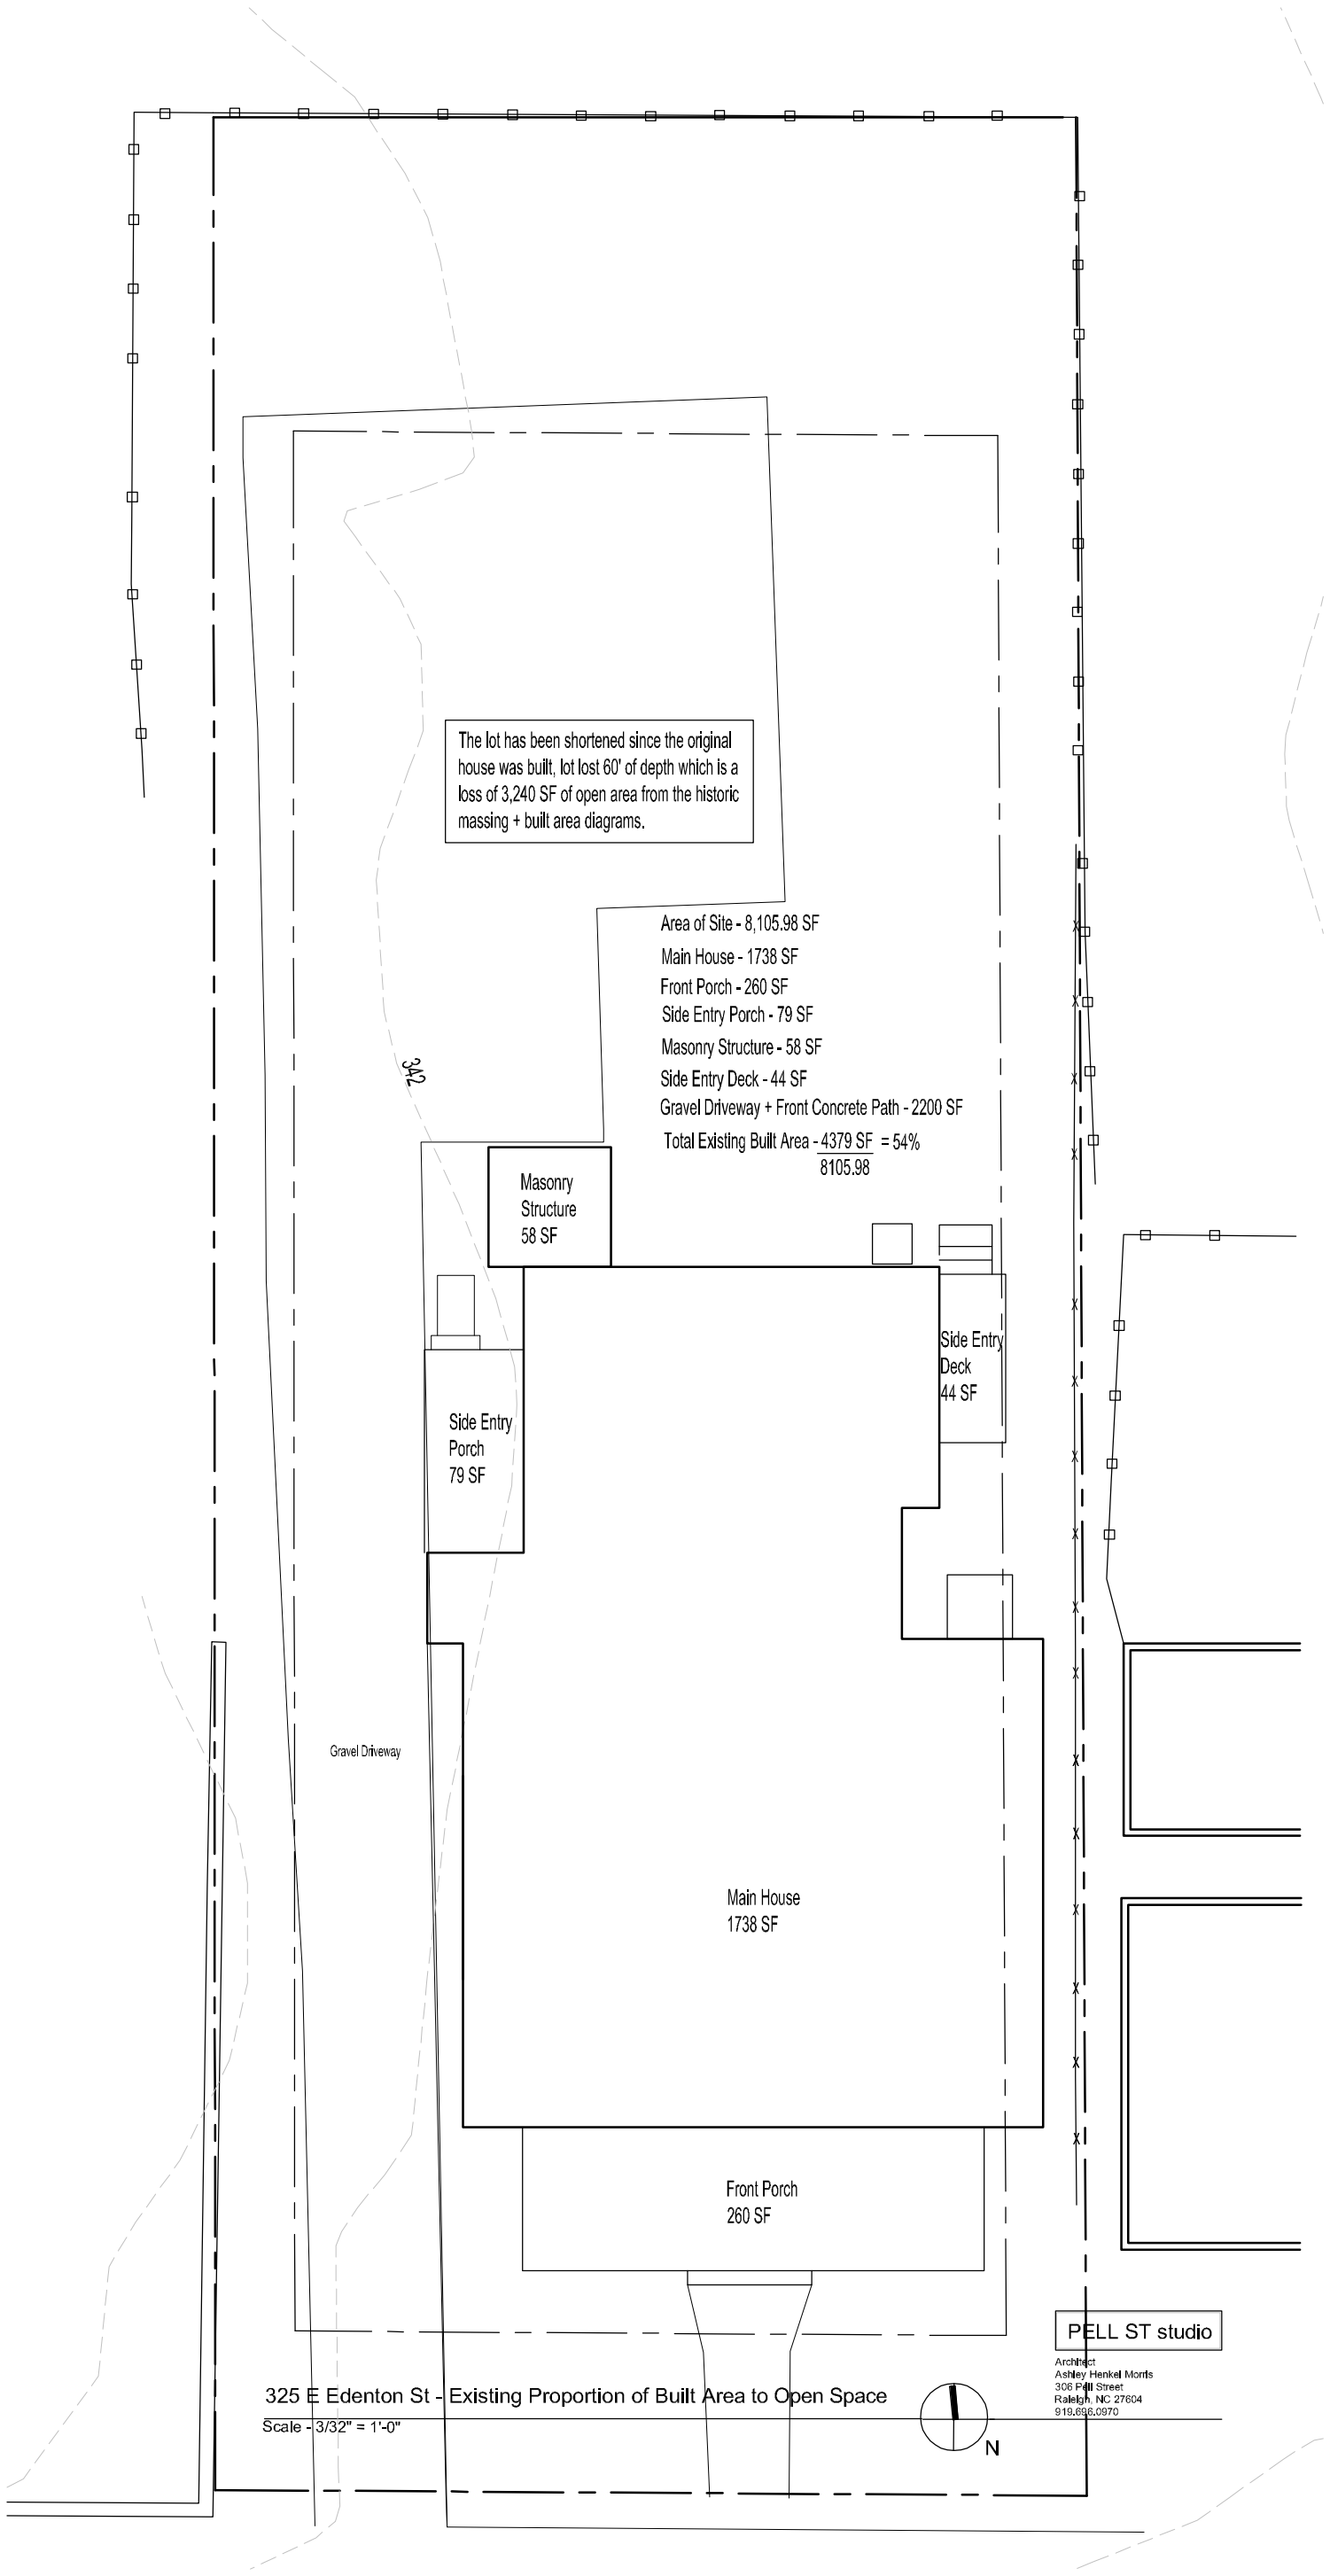 The lot has been shortened since the original
house was built, lot lost 60' of depth which is a
loss of 3,240 SF of open area from the historic
massing + built area diagrams.
Area of Site - 8,105.98 SF
Main House - 1738 SF
Front Porch - 260 SF
Side Entry Porch - 79 SF
Masonry Structure - 58 SF
Side Entry Deck - 44 SF
Gravel Driveway + Front Concrete Path - 2200 SF
Total Existing Built Area - 4379 SF = 54%
8105.98
342
Masonry
Structure
58 SF
Side Entry
Deck
44 SF
Side Entry
Porch
79 SF
Gravel Driveway
Main House
1738 SF
Front Porch
260 SF
PELL ST studio
Architect
Ashley Henkel Morris
306 Pell Street
Raleigh, NC 27604
919.696.0970
325 E Edenton St - Existing Proportion of Built Area to Open Space
Scale - 3/32" = 1'-0"
N